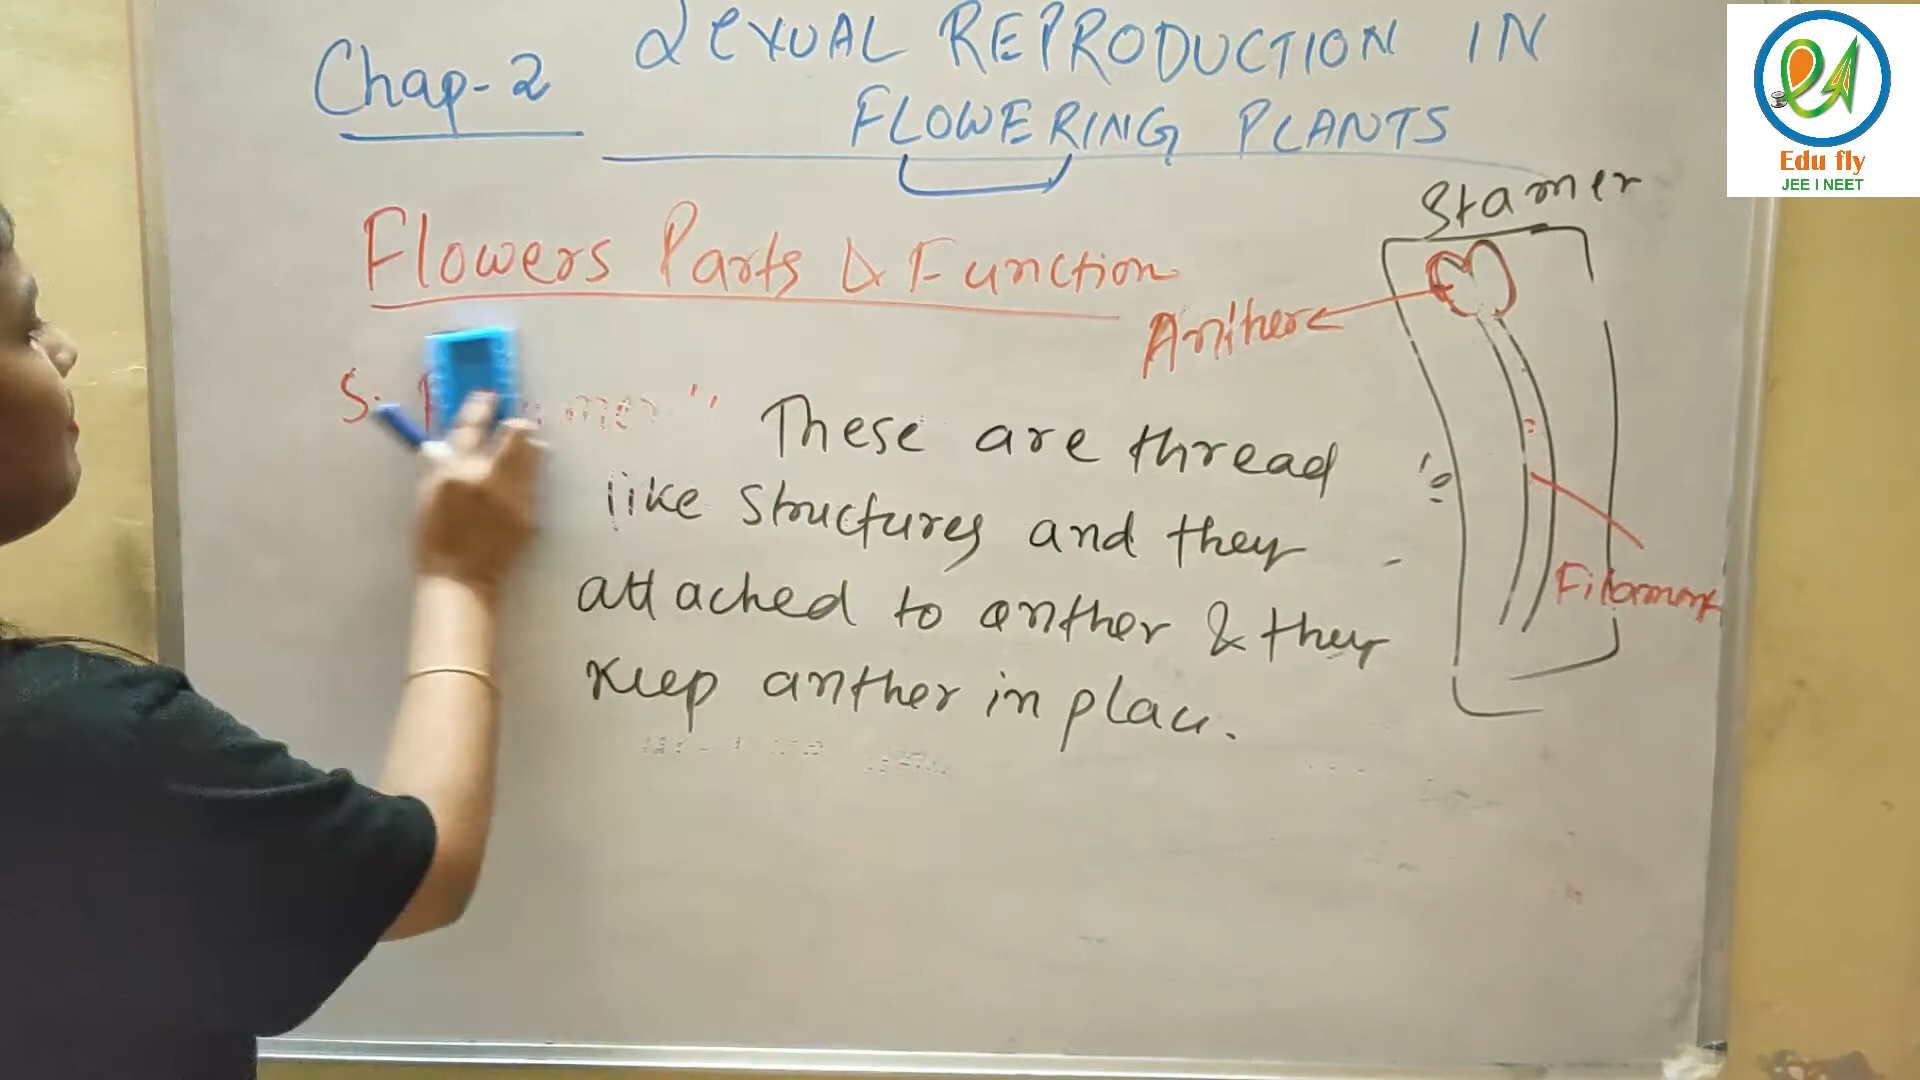 Chap-2
SEXUAL REPRODUCTION IN
FLOWERING PLANTS
Edu fly
JEE I NEET
Stamen
Flowers Parts & Function
Anther
5.
These are thread
like structures and they
attached to anther & they
keep anther in place.
Filament